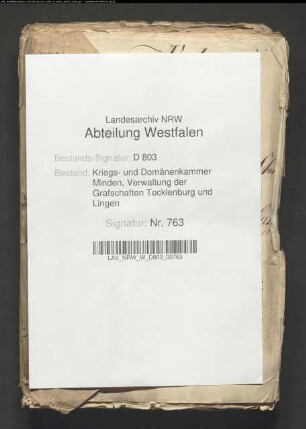 Landesarchiv NRW
Abteilung Westfalen
Bestands-Signatur: D 803
Bestand: Kriegs- und Domänenkammer
Minden, Verwaltung der
Grafschaften Tecklenburg und
Lingen
Signatur: Nr. 763
LAV_NRW_W_D803_00763